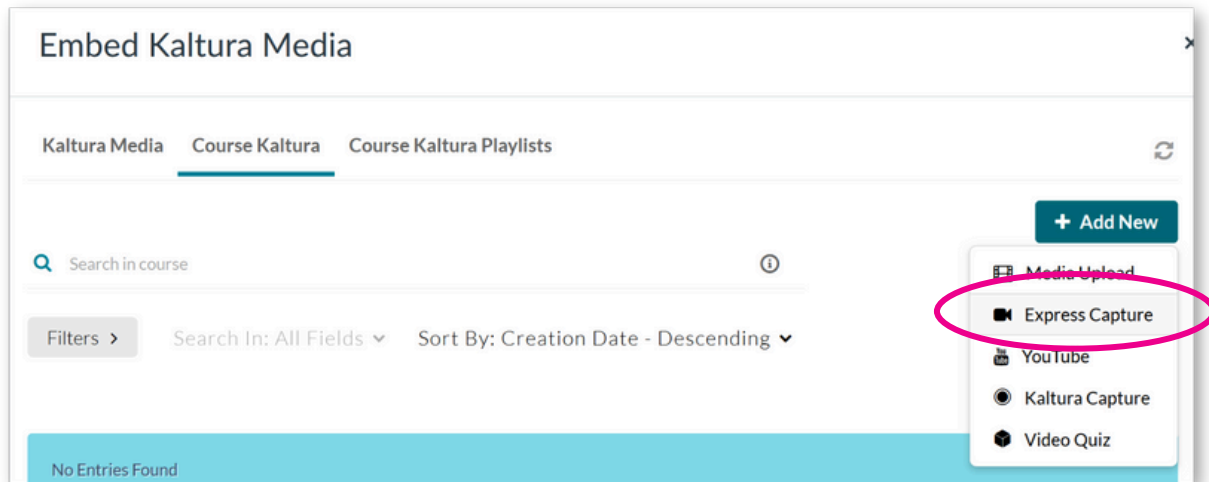 Embed Kaltura Media
×
Kaltura Media Course Kaltura Course Kaltura Playlists
+ Add New
Search in course
Media Upload
Express Capture
Filters > Search In: All Fields Sort By: Creation Date - Descending
YouTube
Kaltura Capture
Video Quiz
No Entries Found